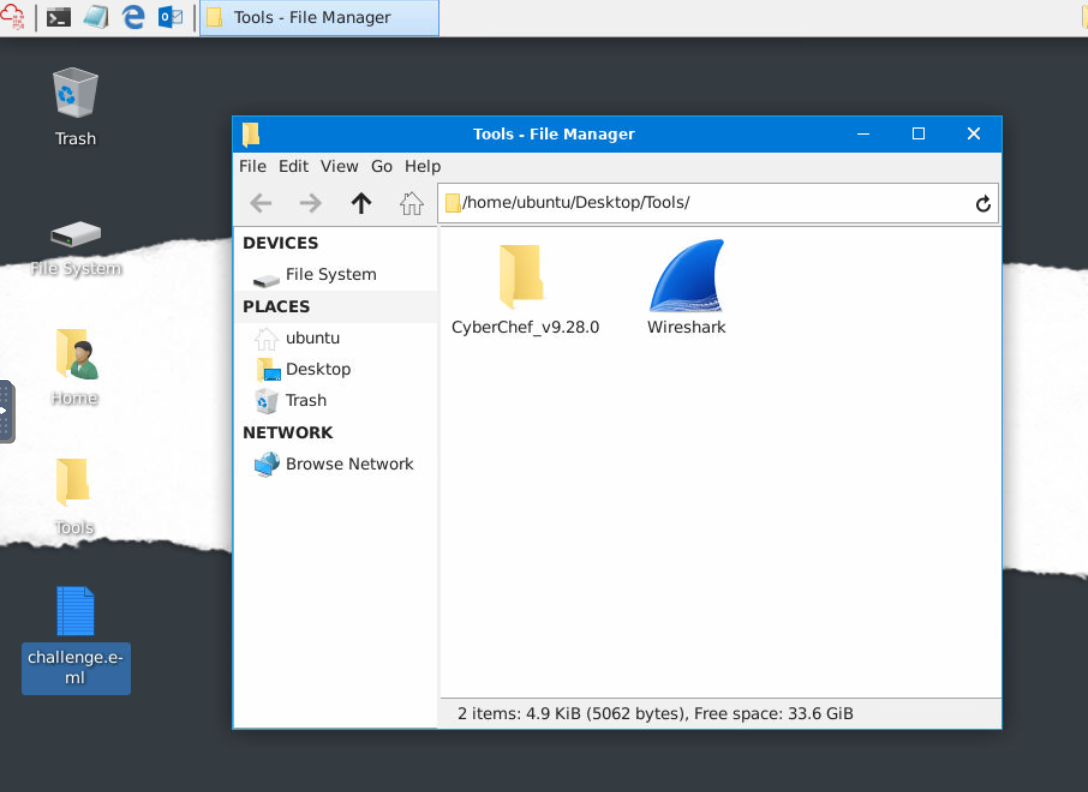 Tools - File Manager
Trash
File System
Home
Tools
challenge.e-
ml
Tools - File Manager
File Edit View Go Help
/home/ubuntu/Desktop/Tools/
DEVICES
File System
PLACES
ubuntu
Desktop
Trash
NETWORK
Browse Network
CyberChef_v9.28.0
Wireshark
2 items: 4.9 KiB (5062 bytes), Free space: 33.6 GiB